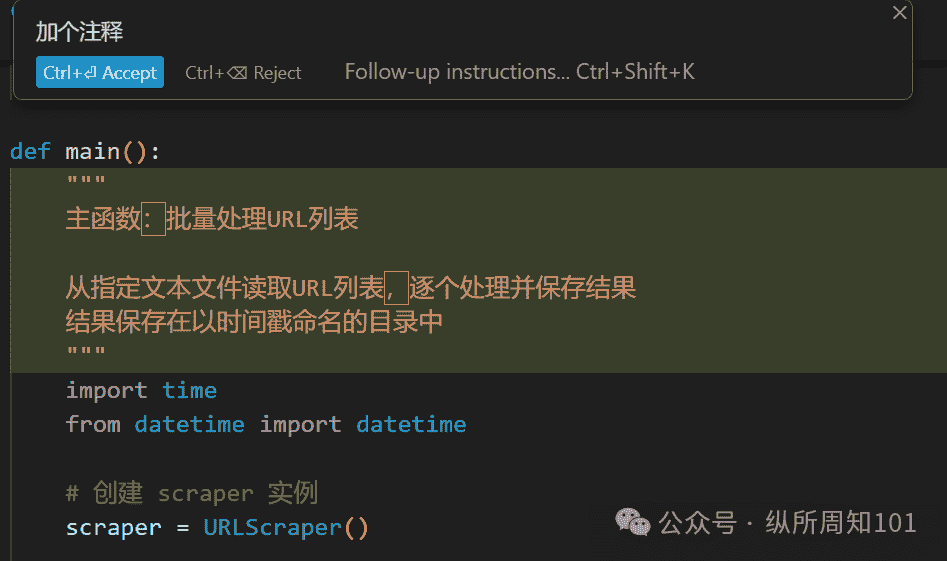 加个注释
Ctrl+⏎ Accept Ctrl+⌫ Reject Follow-up instructions... Ctrl+Shift+K
def main():
"""
主函数：批量处理URL列表
从指定文本文件读取URL列表，逐个处理并保存结果
结果保存在以时间戳命名的目录中
"""
import time
from datetime import datetime
# 创建 scraper 实例
scraper = URLScraper()
公众号 · 纵所周知101